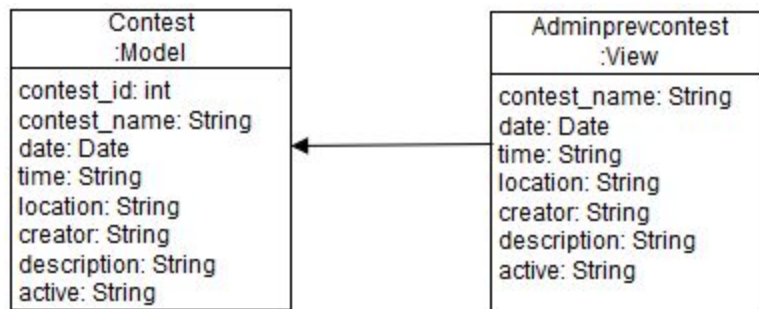 Contest
:Model
contest_id: int
contest_name: String
date: Date
time: String
location: String
creator: String
description: String
active: String
Adminprevcontest
:View
contest_name: String
date: Date
time: String
location: String
creator: String
description: String
active: String